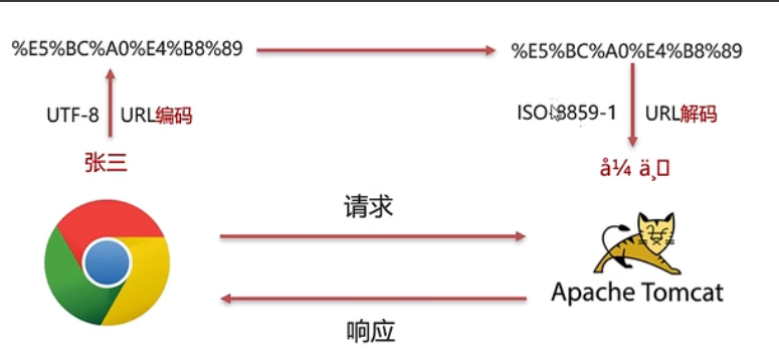 %E5%BC%A0%E4%B8%89
%E5%BC%A0%E4%B8%89
UTF-8 URL编码
ISO-8859-1 URL解码
张三
å¼ ä¸□
请求
Apache Tomcat
响应